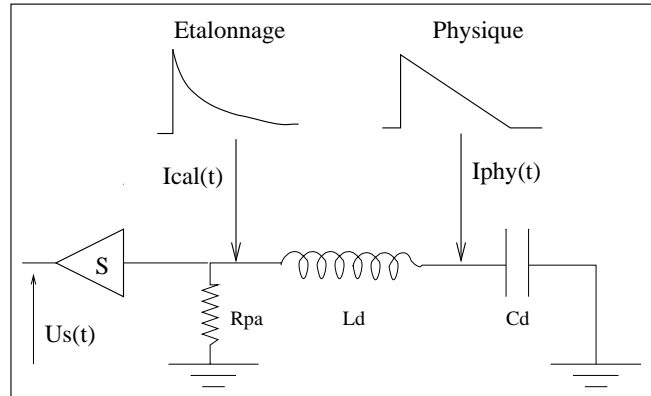 Etalonnage
Physique
Ical(t)
Iphy(t)
S
Us(t)
Rpa
Ld
Cd